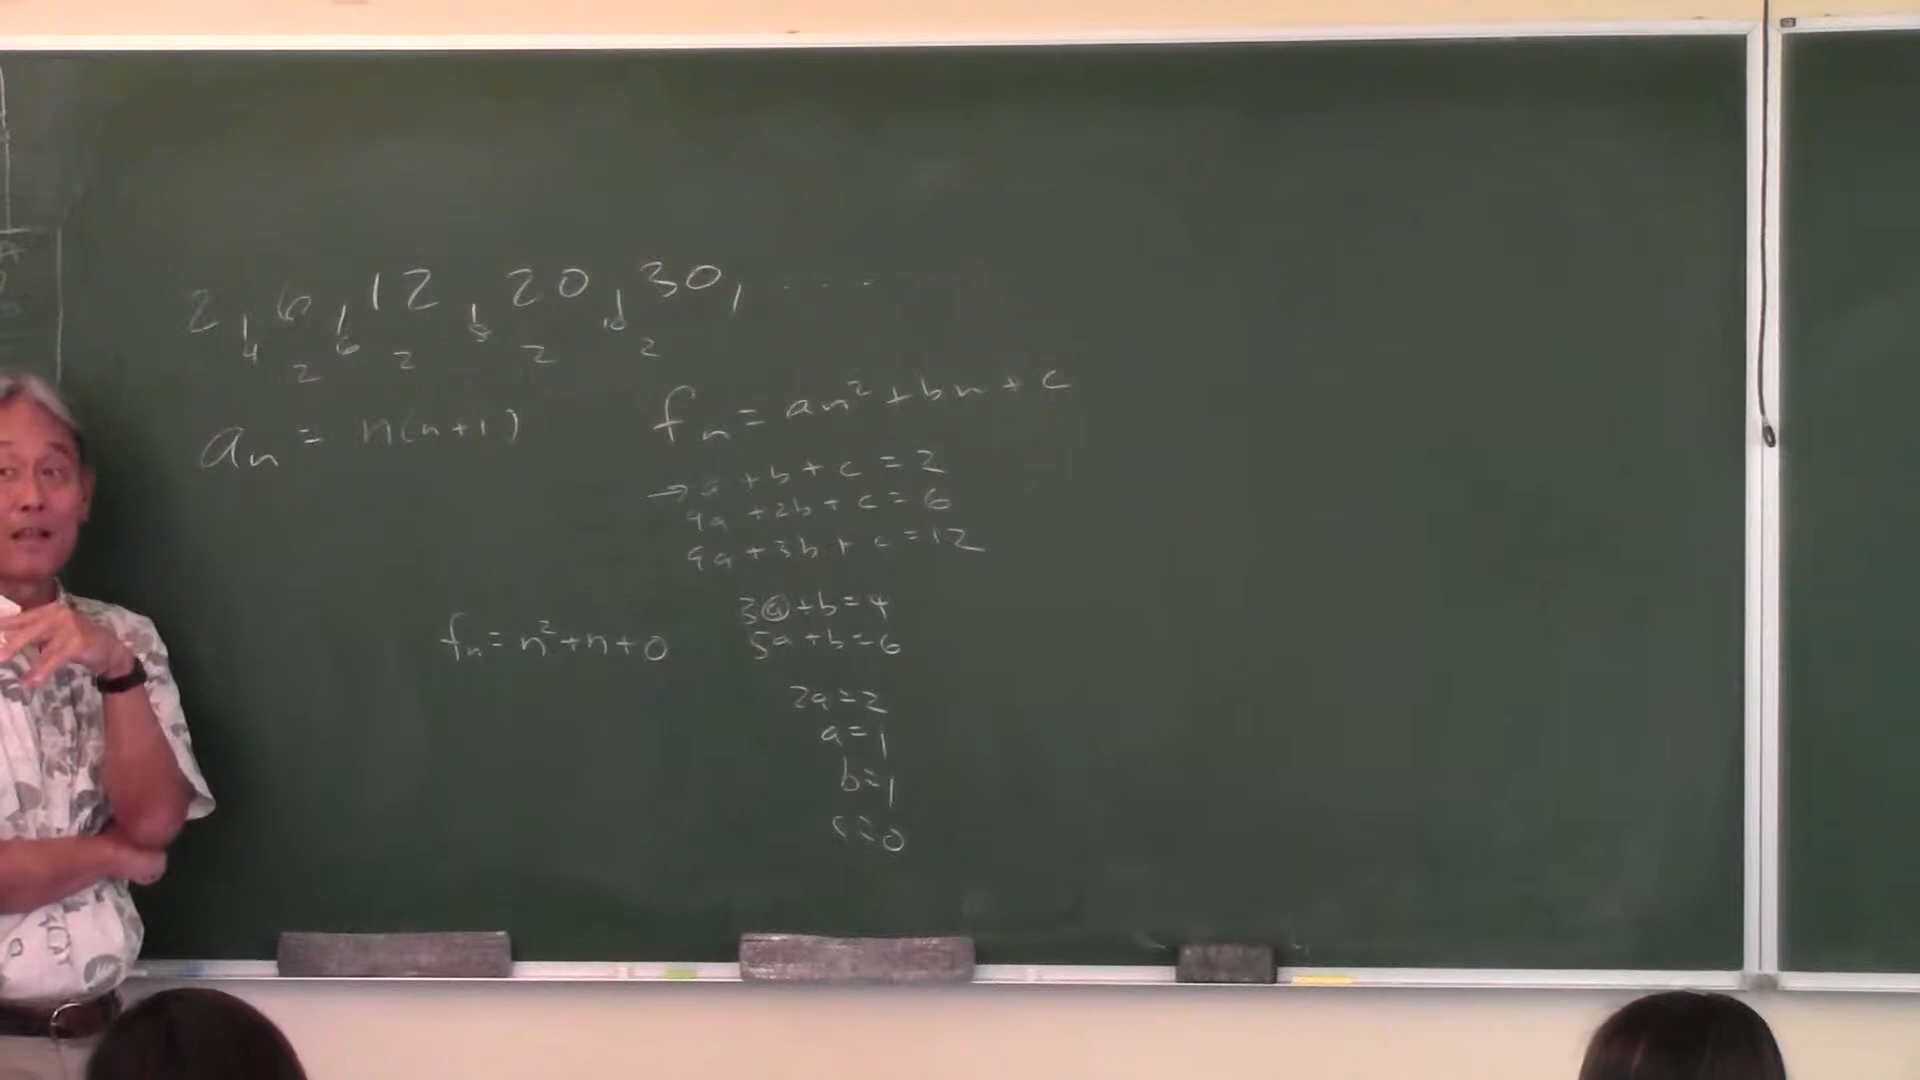 2, 6, 12, 20, 30, ....
4 6 8 10
2 2 2 2
aₙ = n(n+1)
fₙ = an² + bn + c
→ a + b + c = 2
4a + 2b + c = 6
9a + 3b + c = 12
3a + b = 4
5a + b = 6
fₙ = n² + n + 0
2a = 2
a = 1
b = 1
c = 0